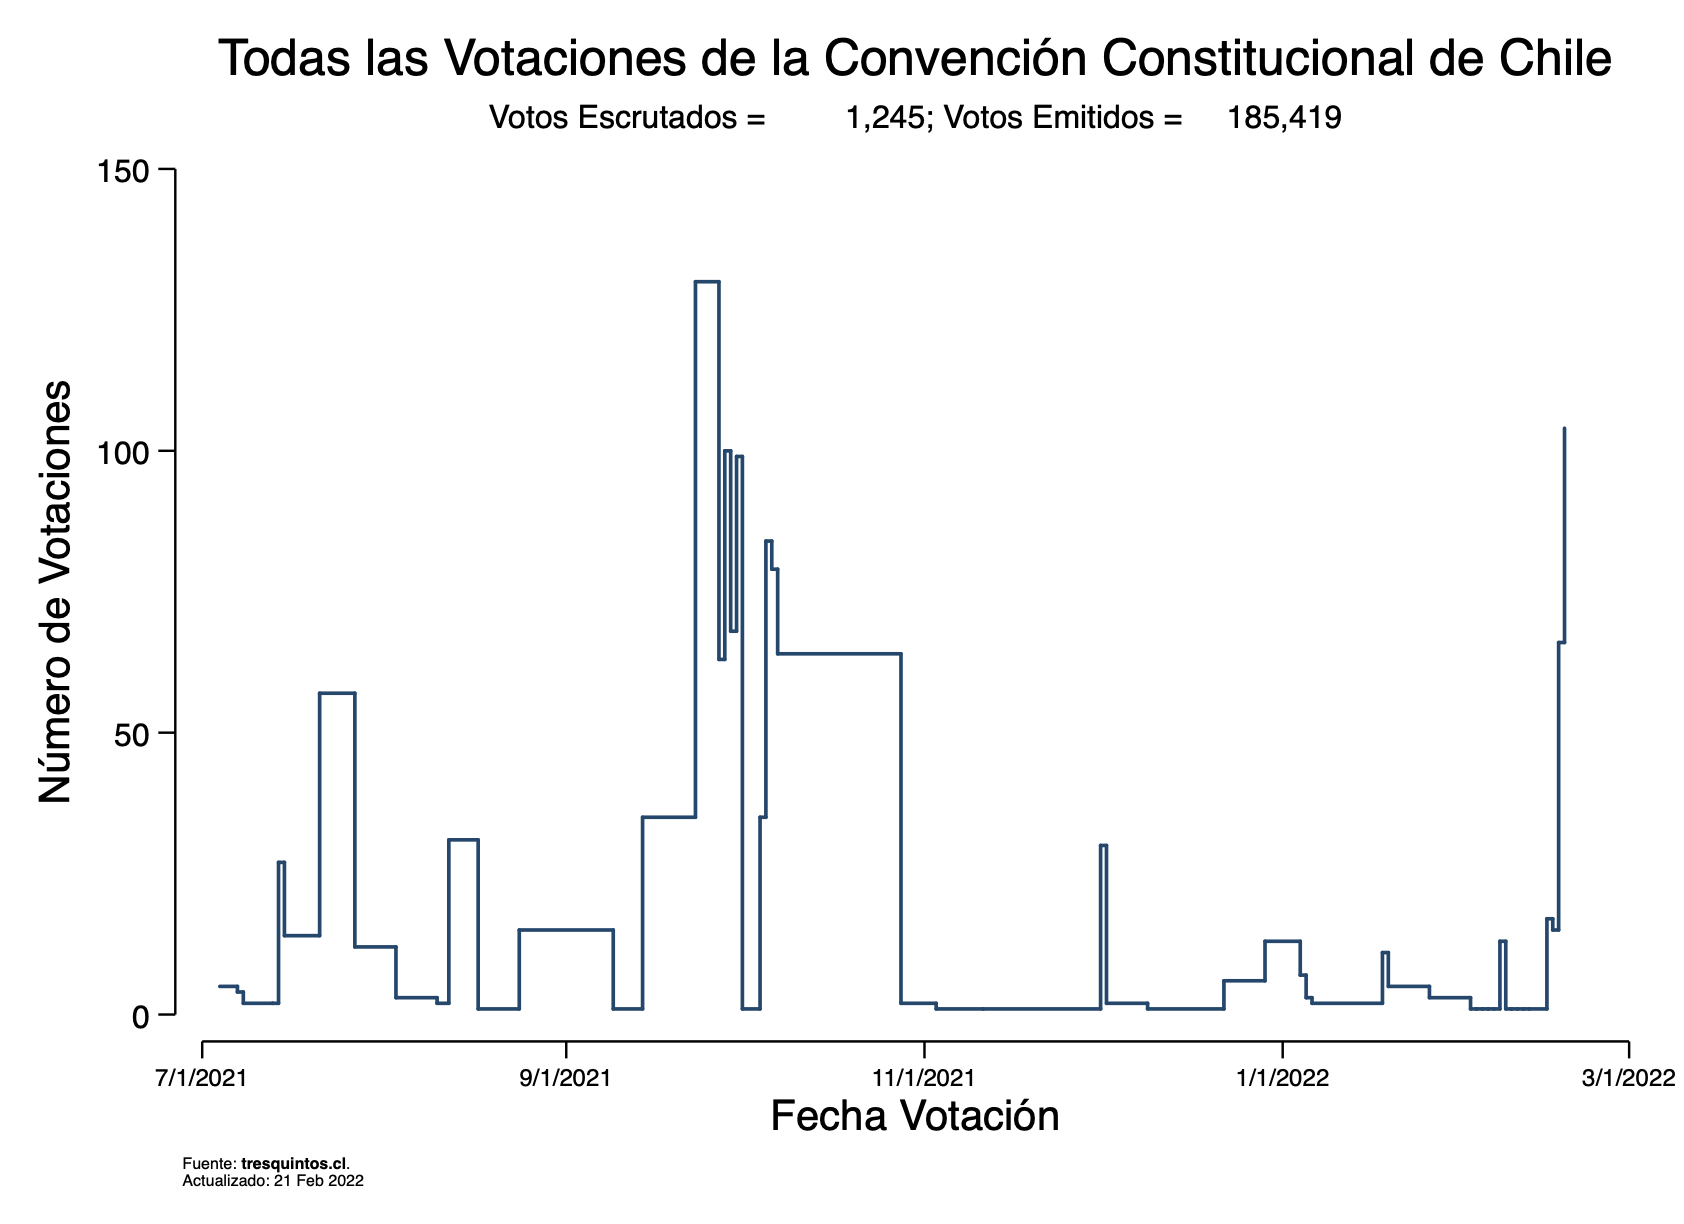 Todas las Votaciones de la Convención Constitucional de Chile
Votos Escrutados = 1,245; Votos Emitidos = 185,419
Número de Votaciones
150
100
50
0
7/1/2021 9/1/2021 11/1/2021 1/1/2022 3/1/2022
Fecha Votación
Fuente: tresquintos.cl.
Actualizado: 21 Feb 2022